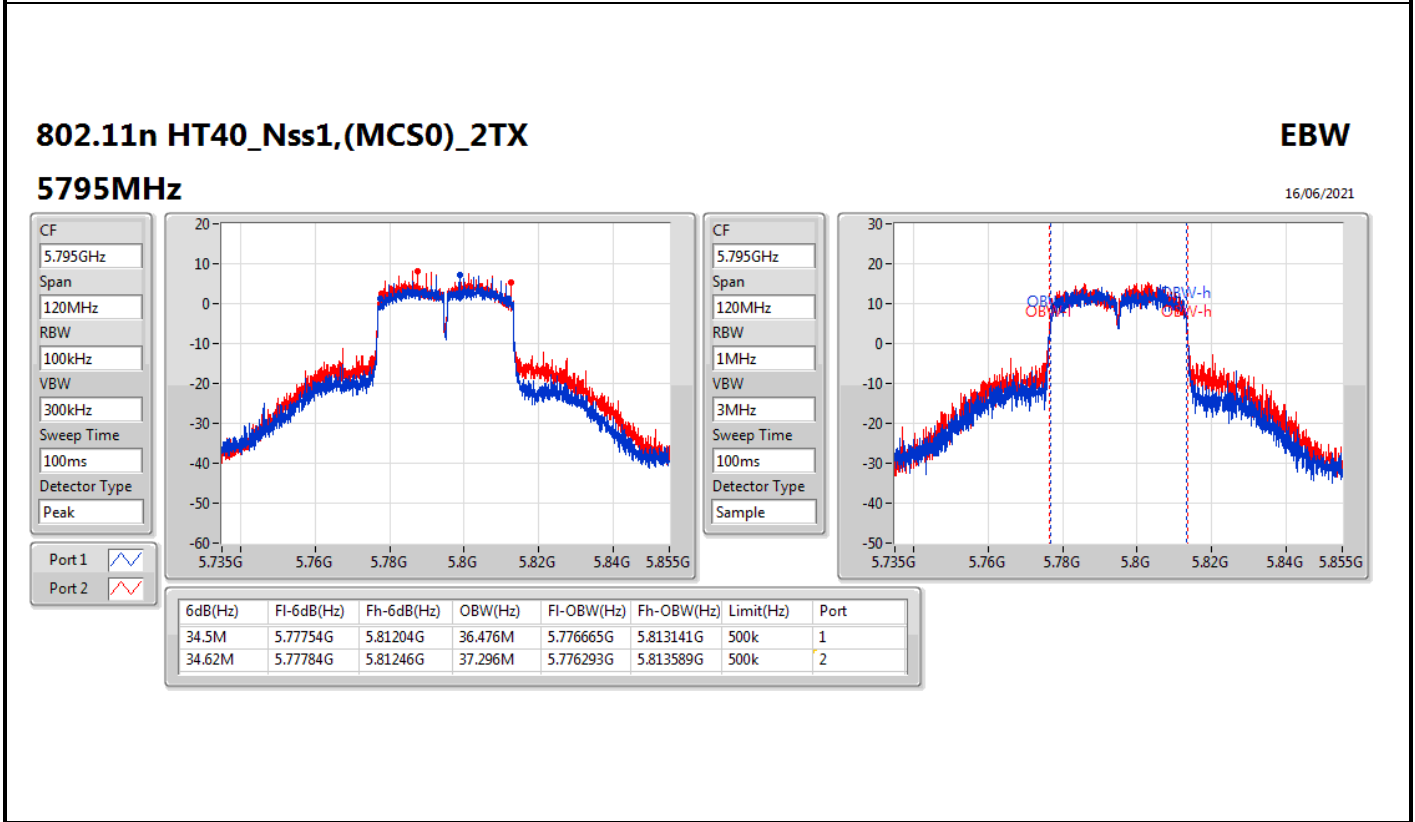 802.11n HT40_Nss1,(MCS0)_2TX EBW
5795MHz 16/06/2021
CF
5.795GHz
Span
120MHz
RBW
100kHz
VBW
300kHz
Sweep Time
100ms
Detector Type
Peak
Port 1
Port 2
20
10
0
-10
-20
-30
-40
-50
-60
5.735G 5.76G 5.78G 5.8G 5.82G 5.84G 5.855G
CF
5.795GHz
Span
120MHz
RBW
1MHz
VBW
3MHz
Sweep Time
100ms
Detector Type
Sample
30
20
10
0
-10
-20
-30
-40
-50
OBW-h
OBW-h
5.735G 5.76G 5.78G 5.8G 5.82G 5.84G 5.855G
6dB(Hz) Fl-6dB(Hz) Fh-6dB(Hz) OBW(Hz) Fl-OBW(Hz) Fh-OBW(Hz) Limit(Hz) Port
34.5M 5.77754G 5.81204G 36.476M 5.776665G 5.813141G 500k 1
34.62M 5.77784G 5.81246G 37.296M 5.776293G 5.813589G 500k 2